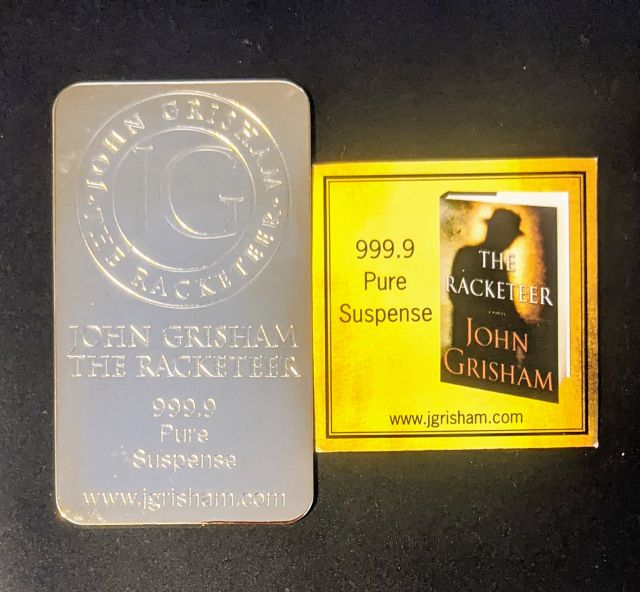 JOHN GRISHAM
JG
THE RACKETEER
JOHN GRISHAM
THE RACKETEER
999.9
Pure
Suspense
www.jgrisham.com
999.9
Pure
Suspense
THE
RACKETEER
JOHN
GRISHAM
www.jgrisham.com